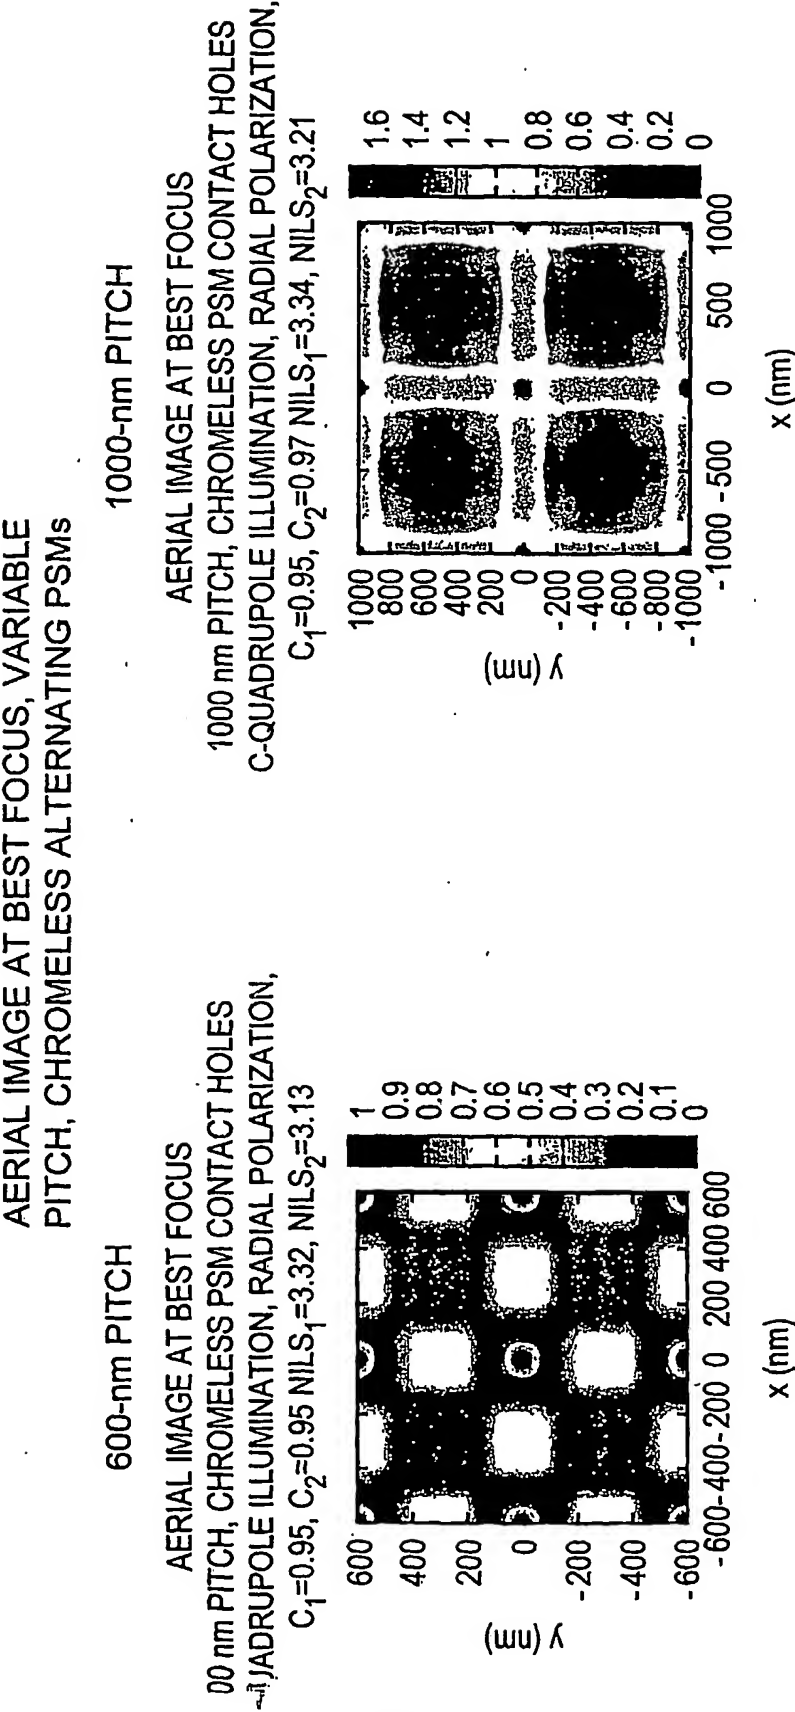 AERIAL IMAGE AT BEST FOCUS, VARIABLE
PITCH, CHROMELESS ALTERNATING PSMs
600-nm PITCH
AERIAL IMAGE AT BEST FOCUS
00 nm PITCH, CHROMELESS PSM CONTACT HOLES
JADRUPOLE ILLUMINATION, RADIAL POLARIZATION,
C1=0.95, C2=0.95 NILS1=3.32, NILS2=3.13
y (nm)
600
400
200
0
-200
-400
-600
-600-400-200 0 200 400 600
x (nm)
1
0.9
0.8
0.7
0.6
0.5
0.4
0.3
0.2
0.1
0
1000-nm PITCH
AERIAL IMAGE AT BEST FOCUS
1000 nm PITCH, CHROMELESS PSM CONTACT HOLES
C-QUADRUPOLE ILLUMINATION, RADIAL POLARIZATION,
C1=0.95, C2=0.97 NILS1=3.34, NILS2=3.21
y (nm)
1000
800
600
400
200
0
-200
-400
-600
-800
-1000
-1000 -500 0 500 1000
x (nm)
1.6
1.4
1.2
1
0.8
0.6
0.4
0.2
0